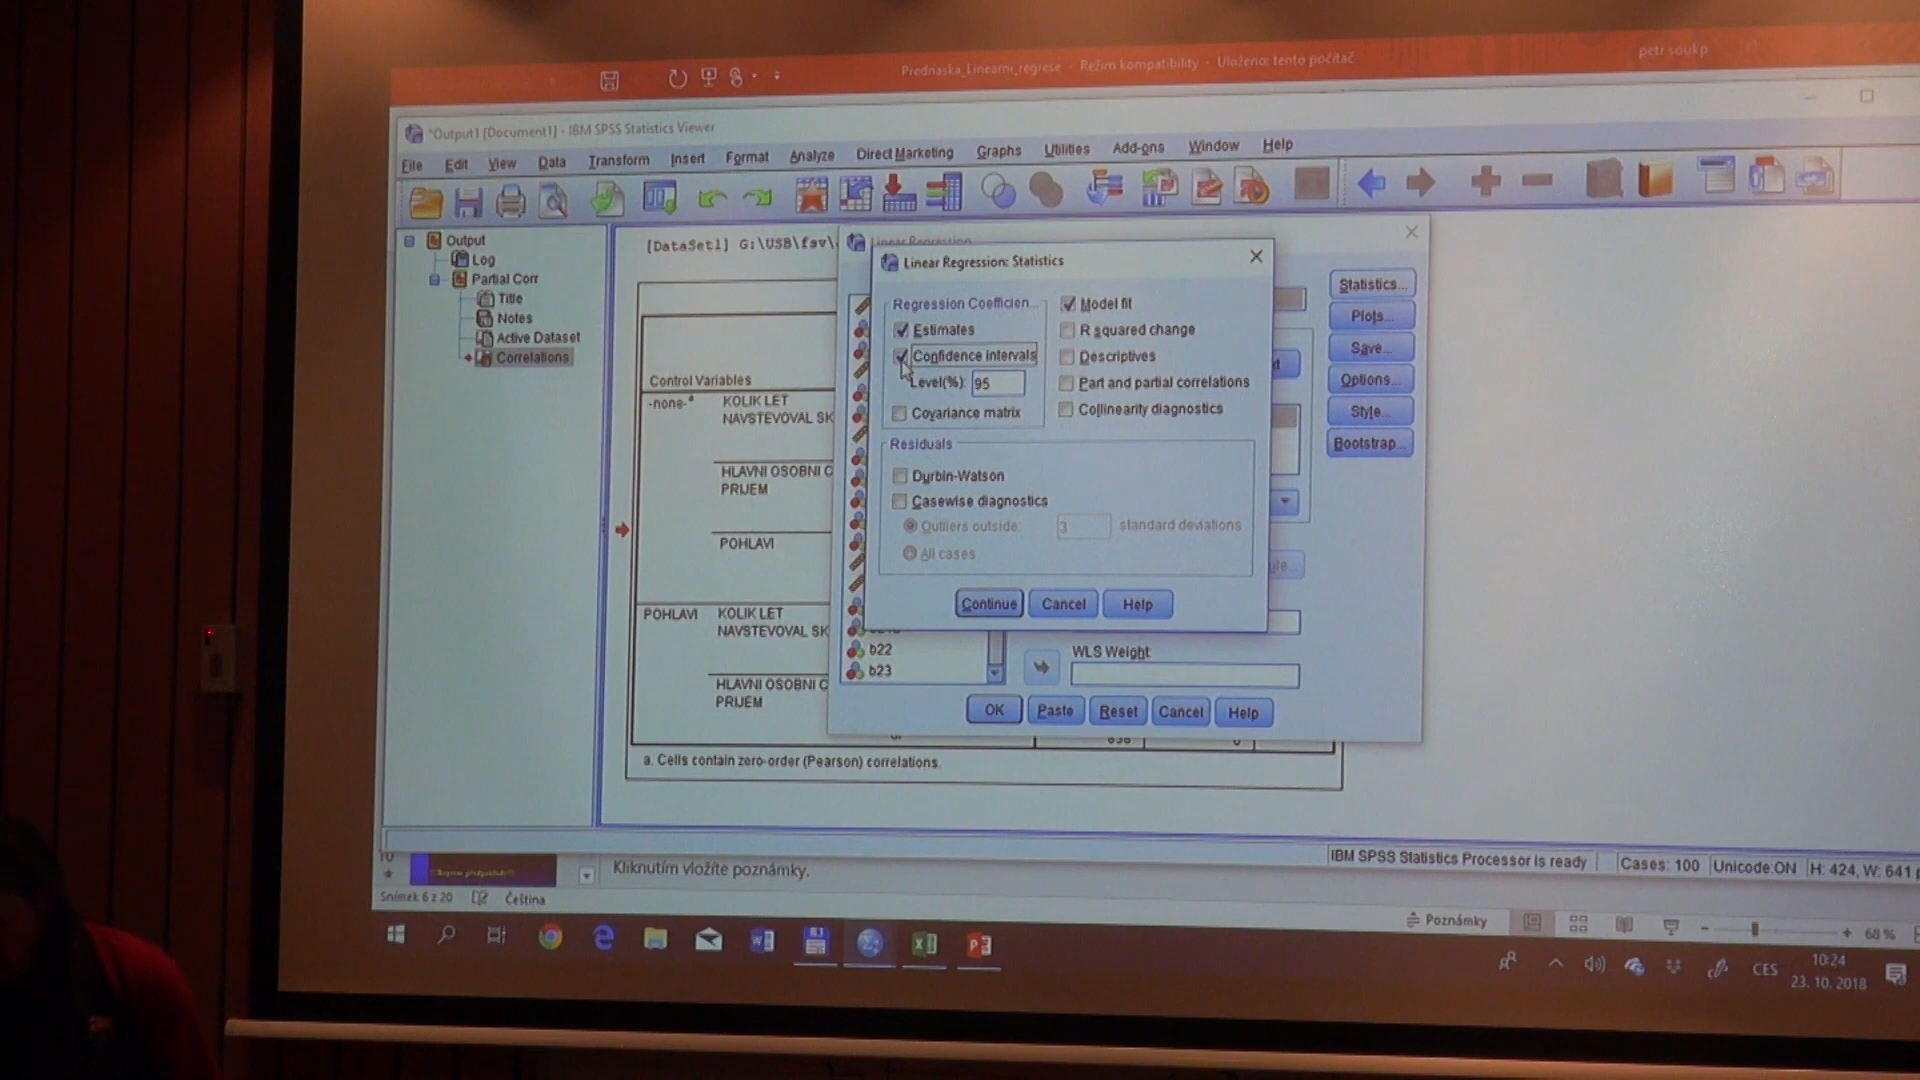 Prednaska_Linearni_regrese - Režim kompatibility - Uloženo: tento počítač
petr soukp
*Output1 [Document1] - IBM SPSS Statistics Viewer
File Edit View Data Transform Insert Format Analyze Direct Marketing Graphs Utilities Add-ons Window Help
Output
Log
Partial Corr
Title
Notes
Active Dataset
Correlations
[DataSet1] G:\USB\fsv\
Control Variables
-none-ª KOLIK LET
NAVSTEVOVAL SK
HLAVNI OSOBNI C
PRIJEM
POHLAVI
POHLAVI KOLIK LET
NAVSTEVOVAL SK
HLAVNI OSOBNI C
PRIJEM
a. Cells contain zero-order (Pearson) correlations.
Linear Regression
Linear Regression: Statistics
Regression Coefficien...
Estimates
Confidence intervals
Level(%): 95
Covariance matrix
Model fit
R squared change
Descriptives
Part and partial correlations
Collinearity diagnostics
Residuals
Durbin-Watson
Casewise diagnostics
Outliers outside: 3 standard deviations
All cases
Continue Cancel Help
Statistics...
Plots...
Save...
Options...
Style...
Bootstrap...
b22
b23
WLS Weight:
OK Paste Reset Cancel Help
IBM SPSS Statistics Processor is ready Cases: 100 Unicode:ON H: 424, W: 641 p
10
Kliknutím vložíte poznámky.
Snímek 6 z 20 Čeština
Poznámky
68 %
CES
10:24
23. 10. 2018